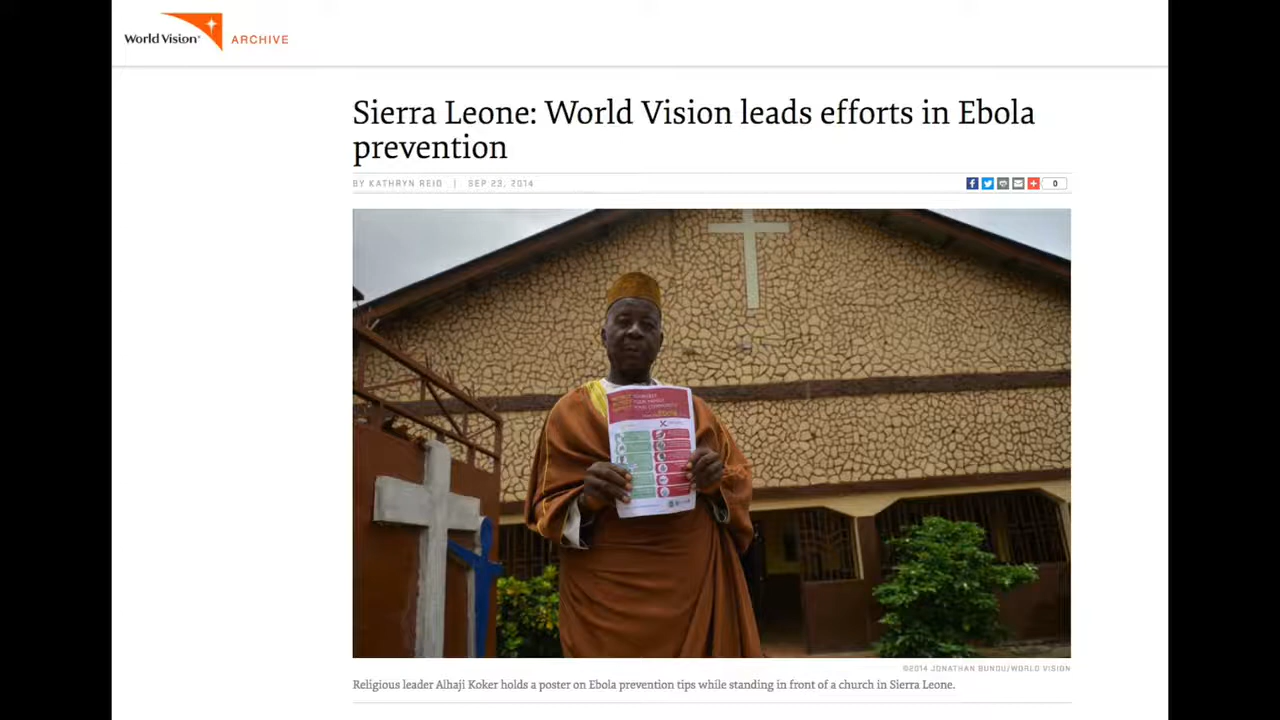 World Vision ARCHIVE
Sierra Leone: World Vision leads efforts in Ebola
prevention
BY KATHRYN REID | SEP 23, 2014
0
©2014 JONATHAN BUNDU/WORLD VISION
Religious leader Alhaji Koker holds a poster on Ebola prevention tips while standing in front of a church in Sierra Leone.